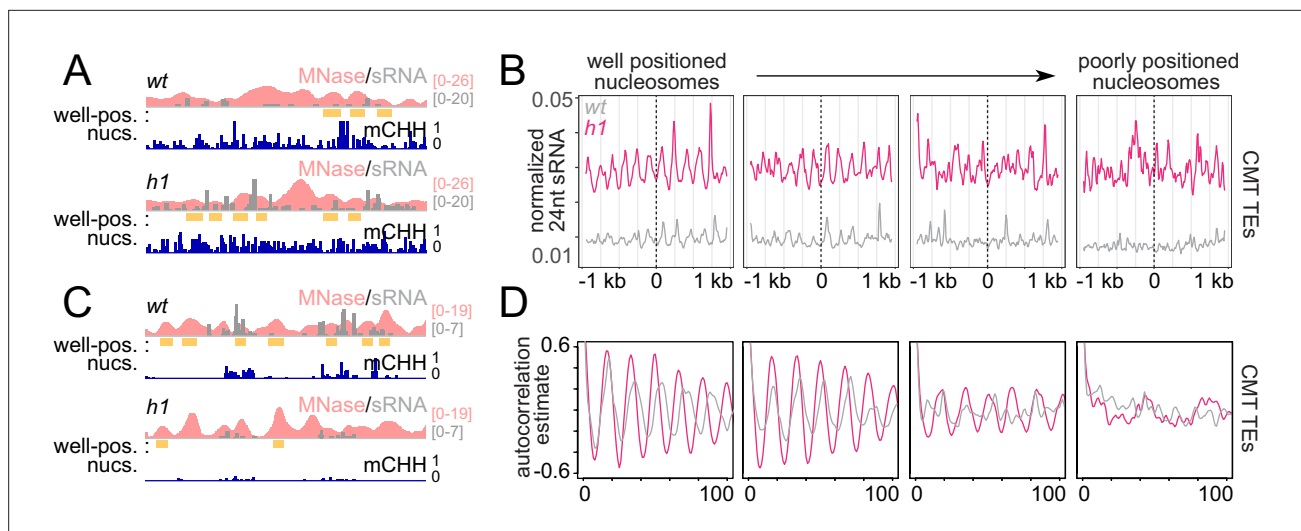 A
wt
MNase/sRNA
[0-26]
[0-20]
well-pos. :
nucs.
mCHH
1
0
h1
MNase/sRNA
[0-26]
[0-20]
well-pos. :
nucs.
mCHH
1
0
B
well positioned
nucleosomes
poorly positioned
nucleosomes
0.05
normalized
24nt sRNA
0.01
wt
h1
-1 kb 0 1 kb
-1 kb 0 1 kb
-1 kb 0 1 kb
-1 kb 0 1 kb
CMT TEs
C
wt
MNase/sRNA
[0-19]
[0-7]
well-pos. :
nucs.
mCHH
1
0
h1
MNase/sRNA
[0-19]
[0-7]
well-pos. :
nucs.
mCHH
1
0
D
0.6
autocorrelation
estimate
-0.6
0 100
0 100
0 100
0 100
CMT TEs